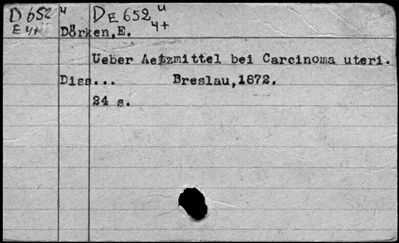 D 652 u DE 652 u
E 4+ 4+
Dörken, E.
Ueber Aetzmittel bei Carcinoma uteri.
Diss... Breslau, 1872.
24 s.